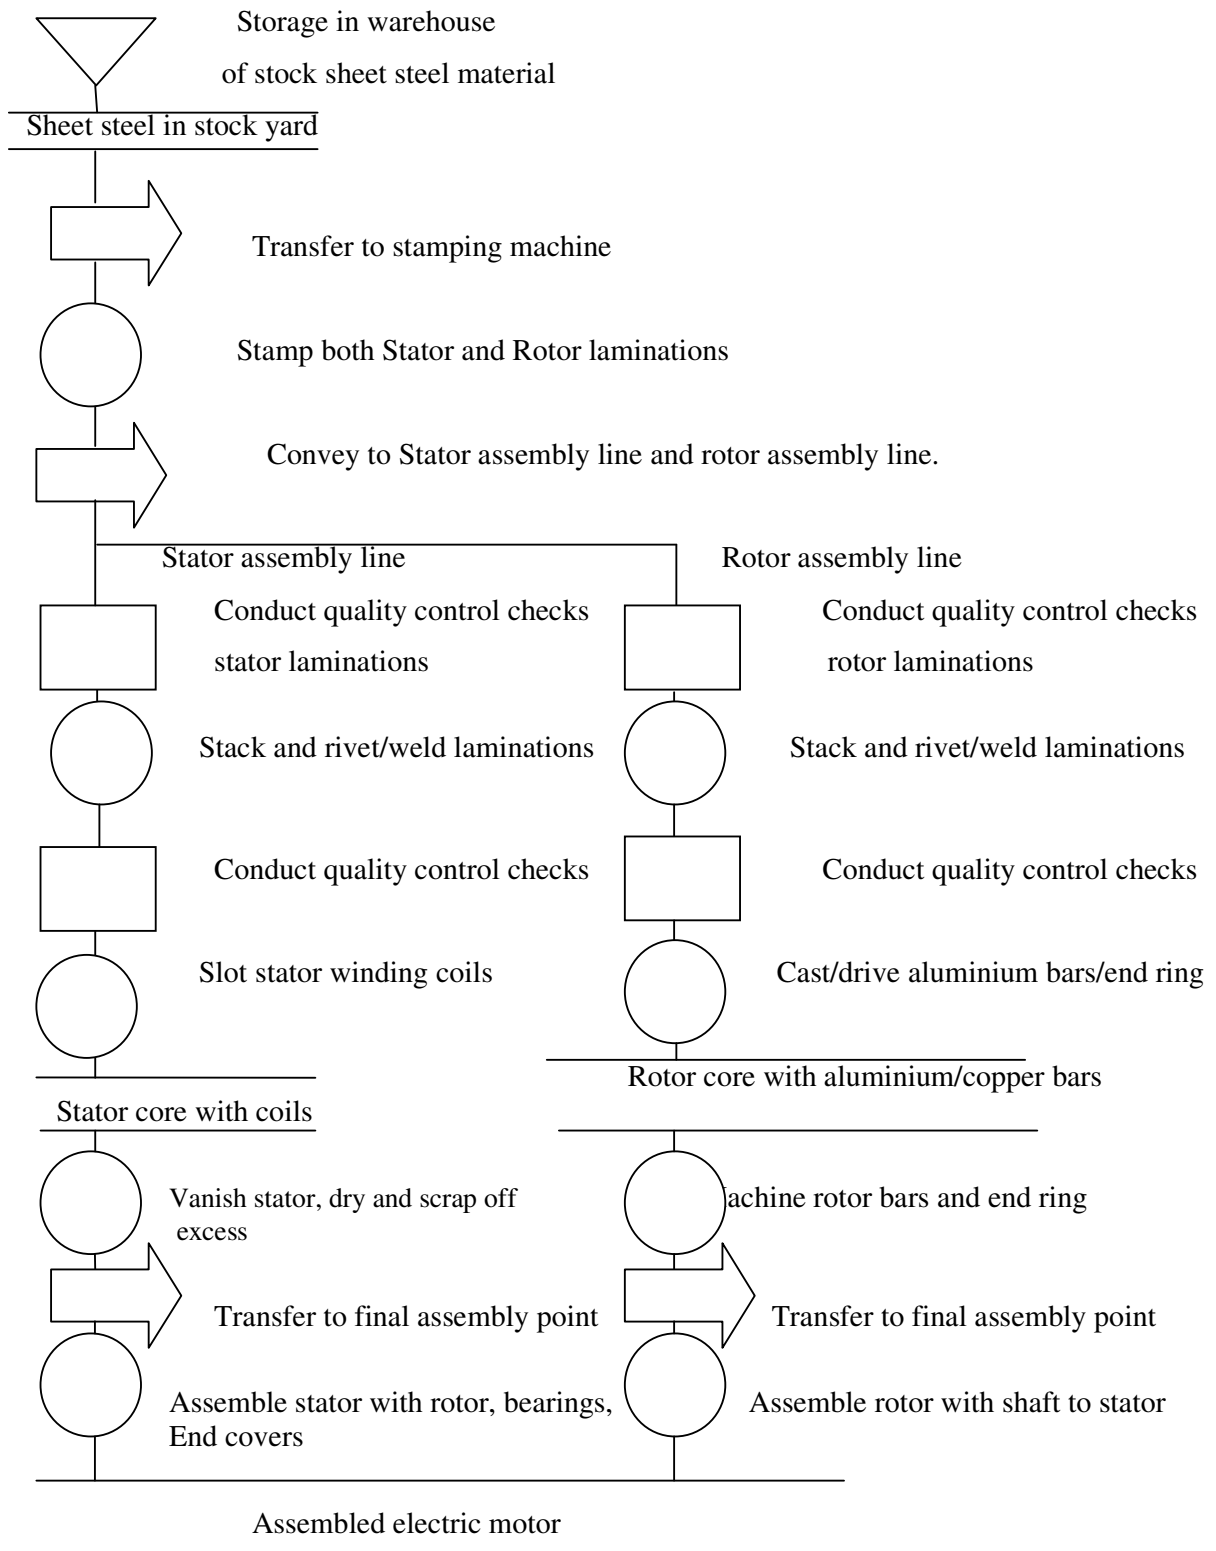 Storage in warehouse
of stock sheet steel material
Sheet steel in stock yard
Transfer to stamping machine
Stamp both Stator and Rotor laminations
Convey to Stator assembly line and rotor assembly line.
Stator assembly line
Rotor assembly line
Conduct quality control checks
stator laminations
Conduct quality control checks
rotor laminations
Stack and rivet/weld laminations
Stack and rivet/weld laminations
Conduct quality control checks
Conduct quality control checks
Slot stator winding coils
Cast/drive aluminium bars/end ring
Rotor core with aluminium/copper bars
Stator core with coils
Vanish stator, dry and scrap off
excess
achine rotor bars and end ring
Transfer to final assembly point
Transfer to final assembly point
Assemble stator with rotor, bearings,
End covers
Assemble rotor with shaft to stator
Assembled electric motor